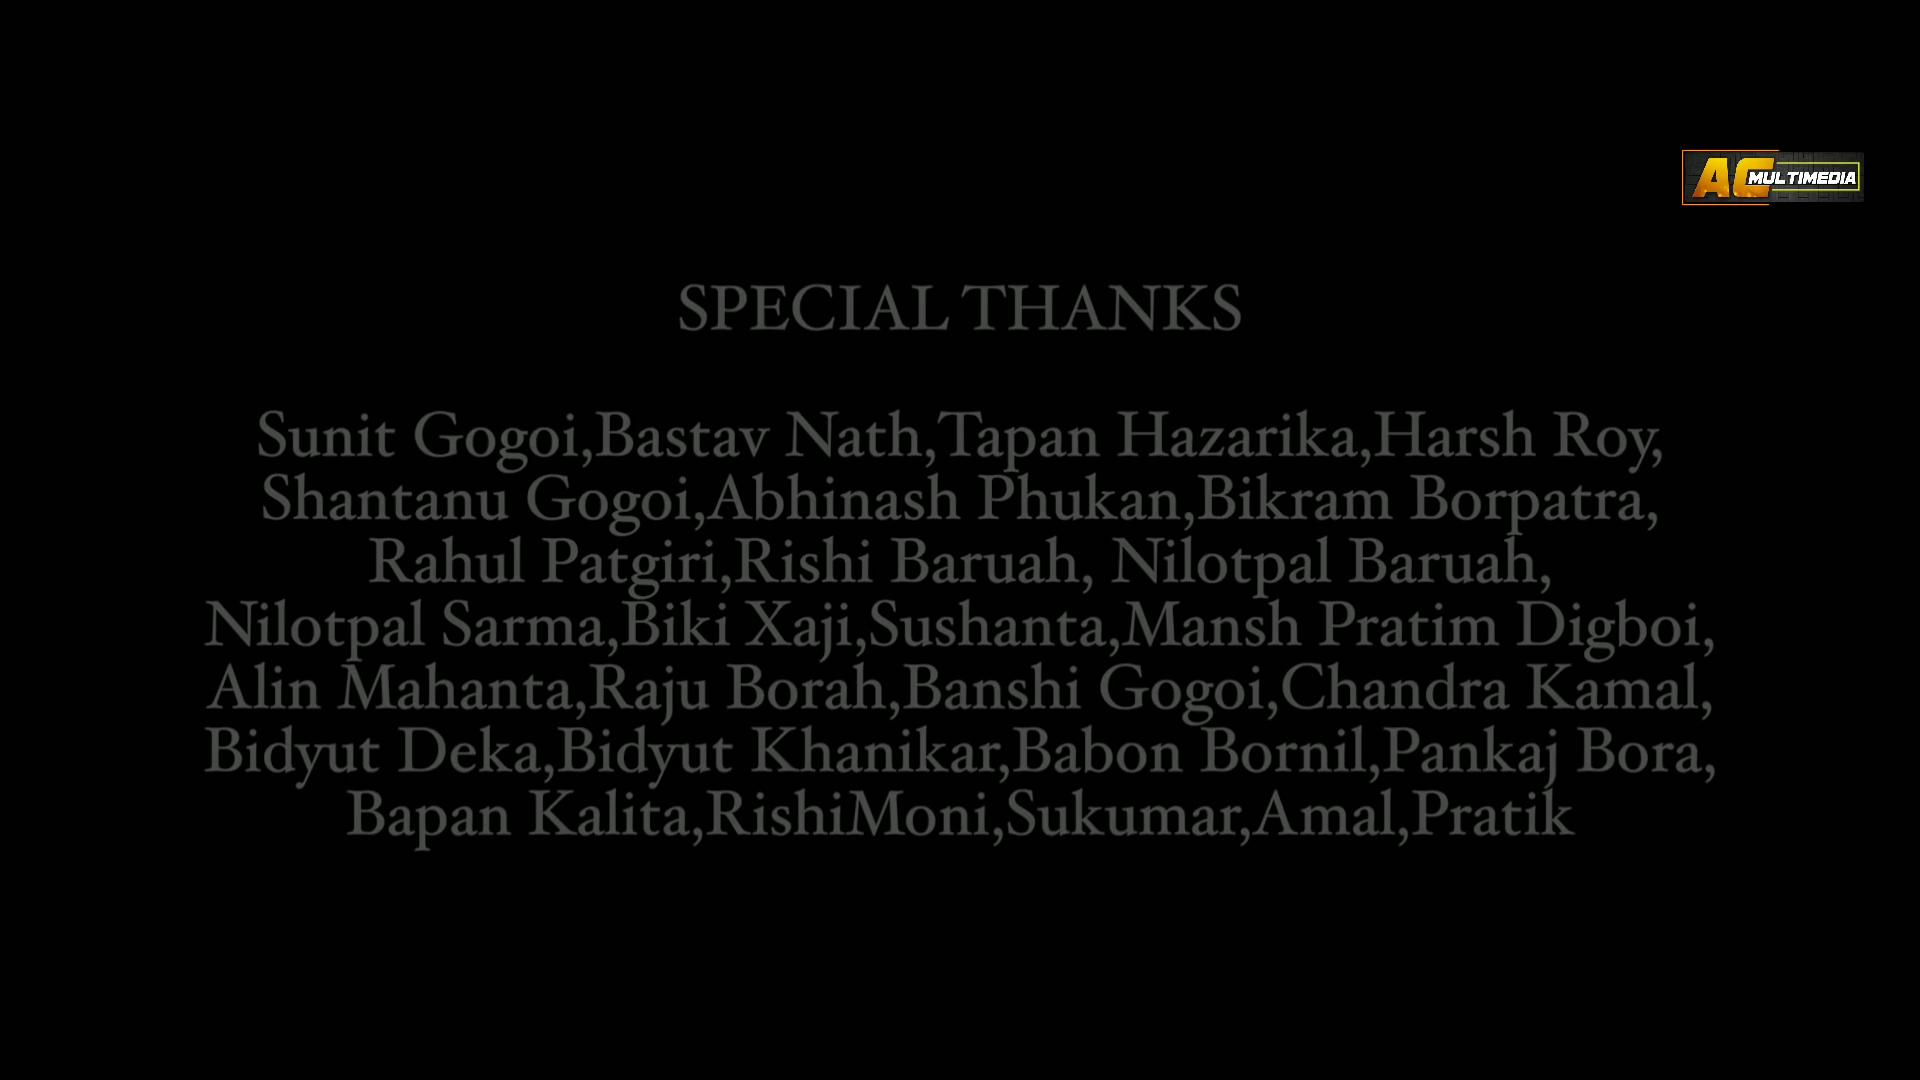 AC MULTIMEDIA
SPECIAL THANKS
Sunit Gogoi,Bastav Nath,Tapan Hazarika,Harsh Roy,
Shantanu Gogoi,Abhinash Phukan,Bikram Borpatra,
Rahul Patgiri,Rishi Baruah, Nilotpal Baruah,
Nilotpal Sarma,Biki Xaji,Sushanta,Mansh Pratim Digboi,
Alin Mahanta,Raju Borah,Banshi Gogoi,Chandra Kamal,
Bidyut Deka,Bidyut Khanikar,Babon Bornil,Pankaj Bora,
Bapan Kalita,RishiMoni,Sukumar,Amal,Pratik